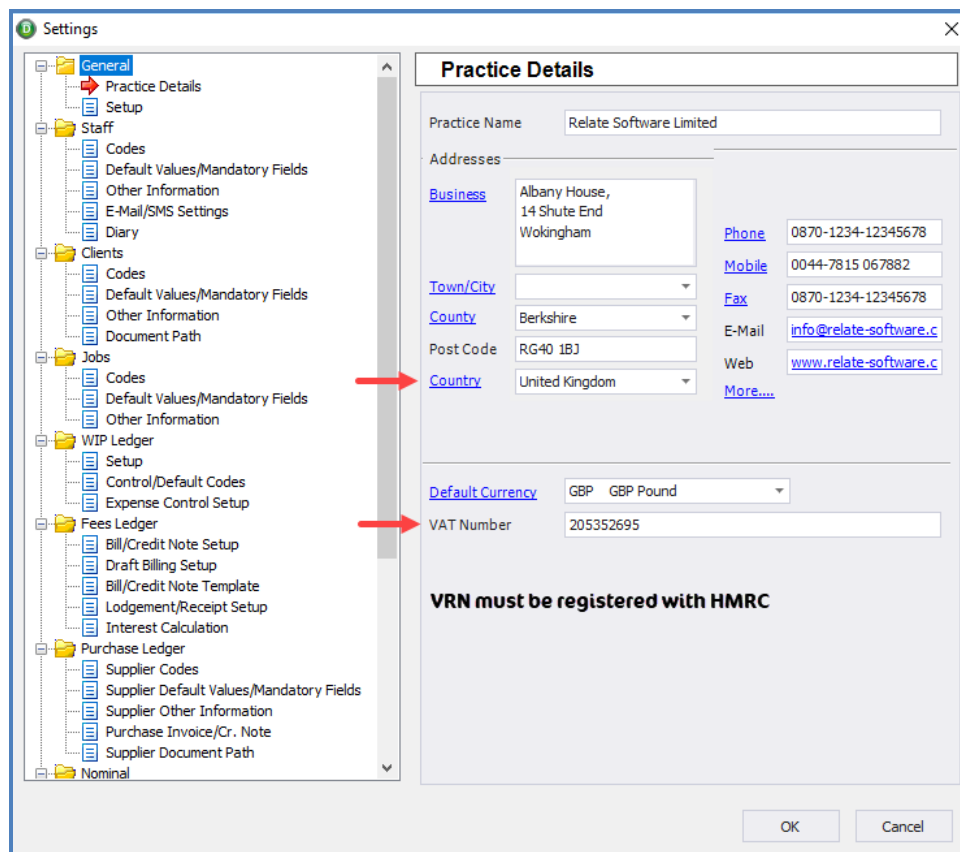 Settings
General
Practice Details
Setup
Staff
Codes
Default Values/Mandatory Fields
Other Information
E-Mail/SMS Settings
Diary
Clients
Codes
Default Values/Mandatory Fields
Other Information
Document Path
Jobs
Codes
Default Values/Mandatory Fields
Other Information
WIP Ledger
Setup
Control/Default Codes
Expense Control Setup
Fees Ledger
Bill/Credit Note Setup
Draft Billing Setup
Bill/Credit Note Template
Lodgement/Receipt Setup
Interest Calculation
Purchase Ledger
Supplier Codes
Supplier Default Values/Mandatory Fields
Supplier Other Information
Purchase Invoice/Cr. Note
Supplier Document Path
Nominal
Practice Details
Practice Name Relate Software Limited
Addresses
Business Albany House,
14 Shute End
Wokingham
Town/City
County Berkshire
Post Code RG40 1BJ
Country United Kingdom
Phone 0870-1234-12345678
Mobile 0044-7815 067882
Fax 0870-1234-12345678
E-Mail info@relate-software.c
Web www.relate-software.c
More....
Default Currency GBP GBP Pound
VAT Number 205352695
VRN must be registered with HMRC
OK Cancel